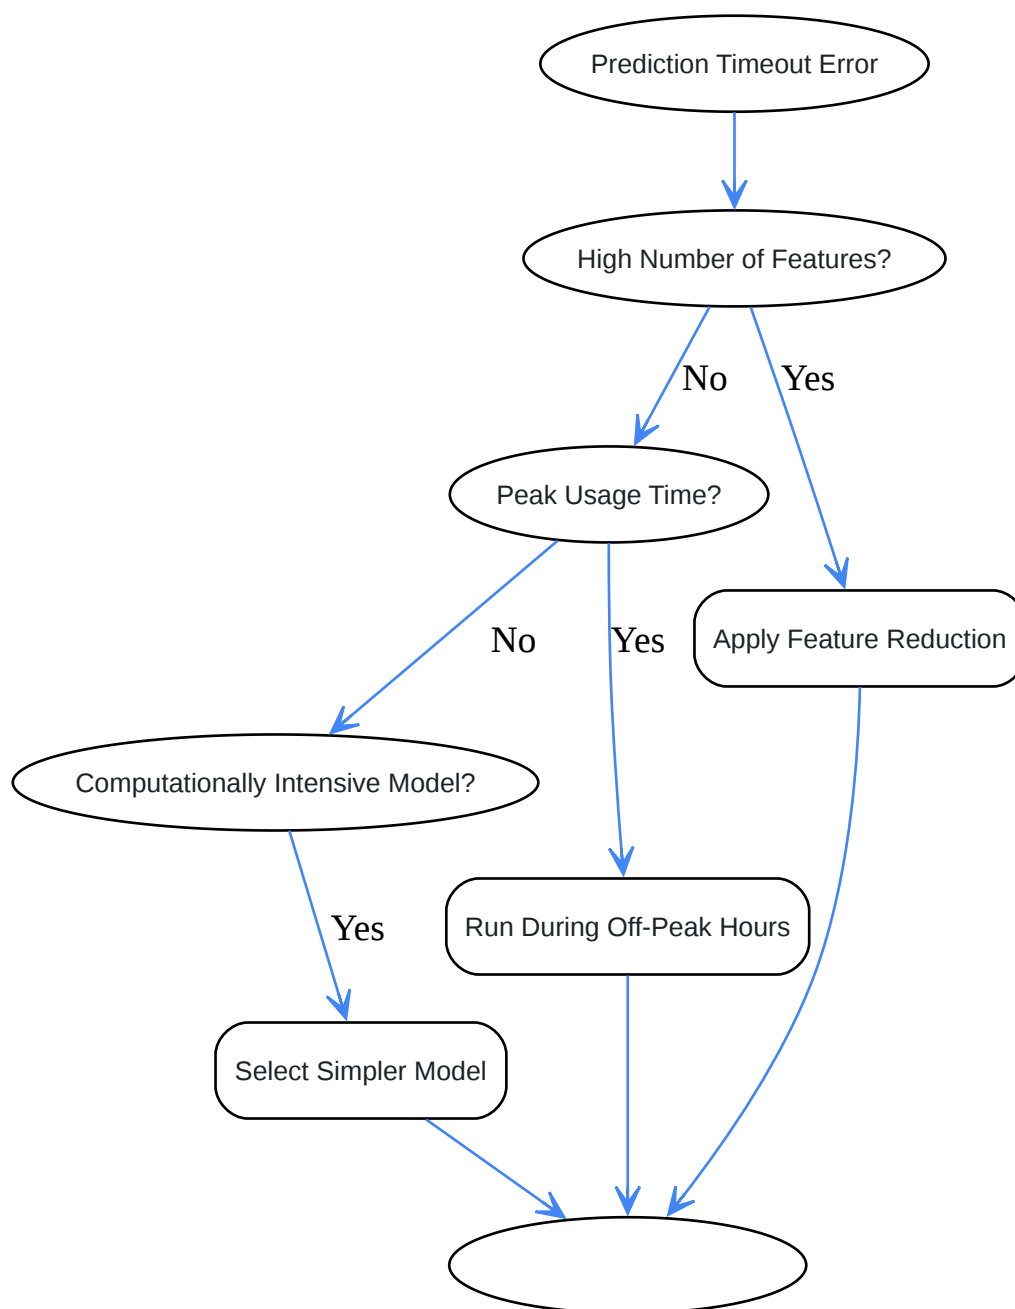 Prediction Timeout Error
High Number of Features?
No
Yes
Peak Usage Time?
No
Yes
Apply Feature Reduction
Computationally Intensive Model?
Yes
Run During Off-Peak Hours
Select Simpler Model